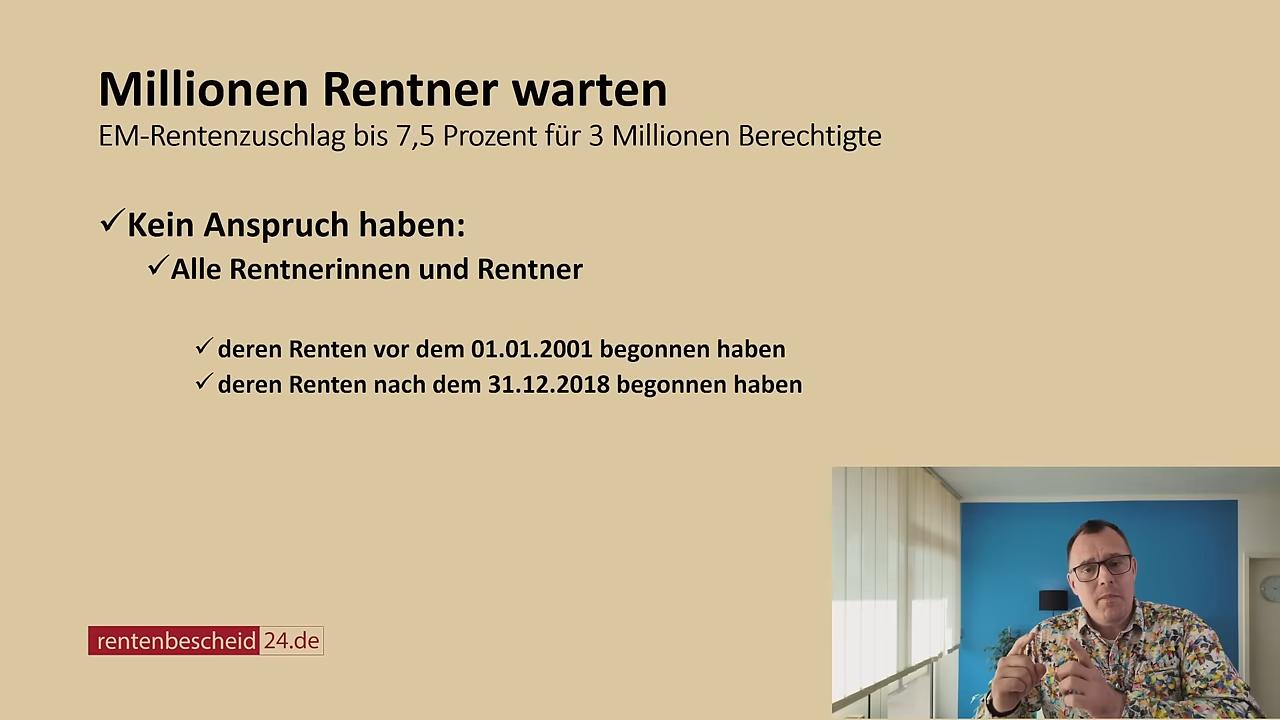 Millionen Rentner warten
EM-Rentenzuschlag bis 7,5 Prozent für 3 Millionen Berechtigte
✓Kein Anspruch haben:
✓Alle Rentnerinnen und Rentner
✓deren Renten vor dem 01.01.2001 begonnen haben
✓deren Renten nach dem 31.12.2018 begonnen haben
rentenbescheid 24.de